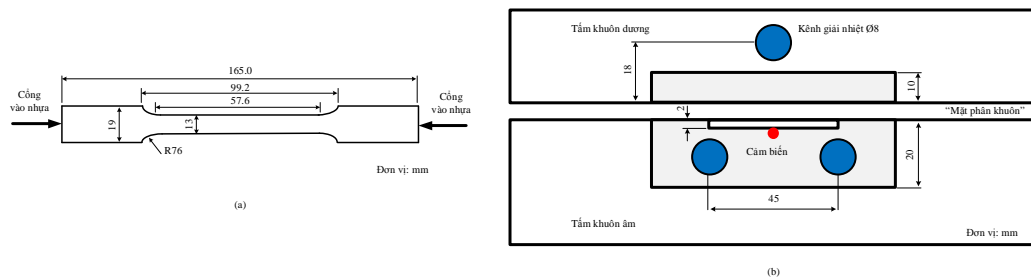 165.0
99.2
57.6
Cổng
vào nhựa
Cổng
vào nhựa
19
13
R76
Đơn vị: mm
(a)
Tấm khuôn dương
Kênh giải nhiệt Ø8
18
10
2
"Mặt phân khuôn"
Cảm biến
20
45
Tấm khuôn âm
Đơn vị: mm
(b)